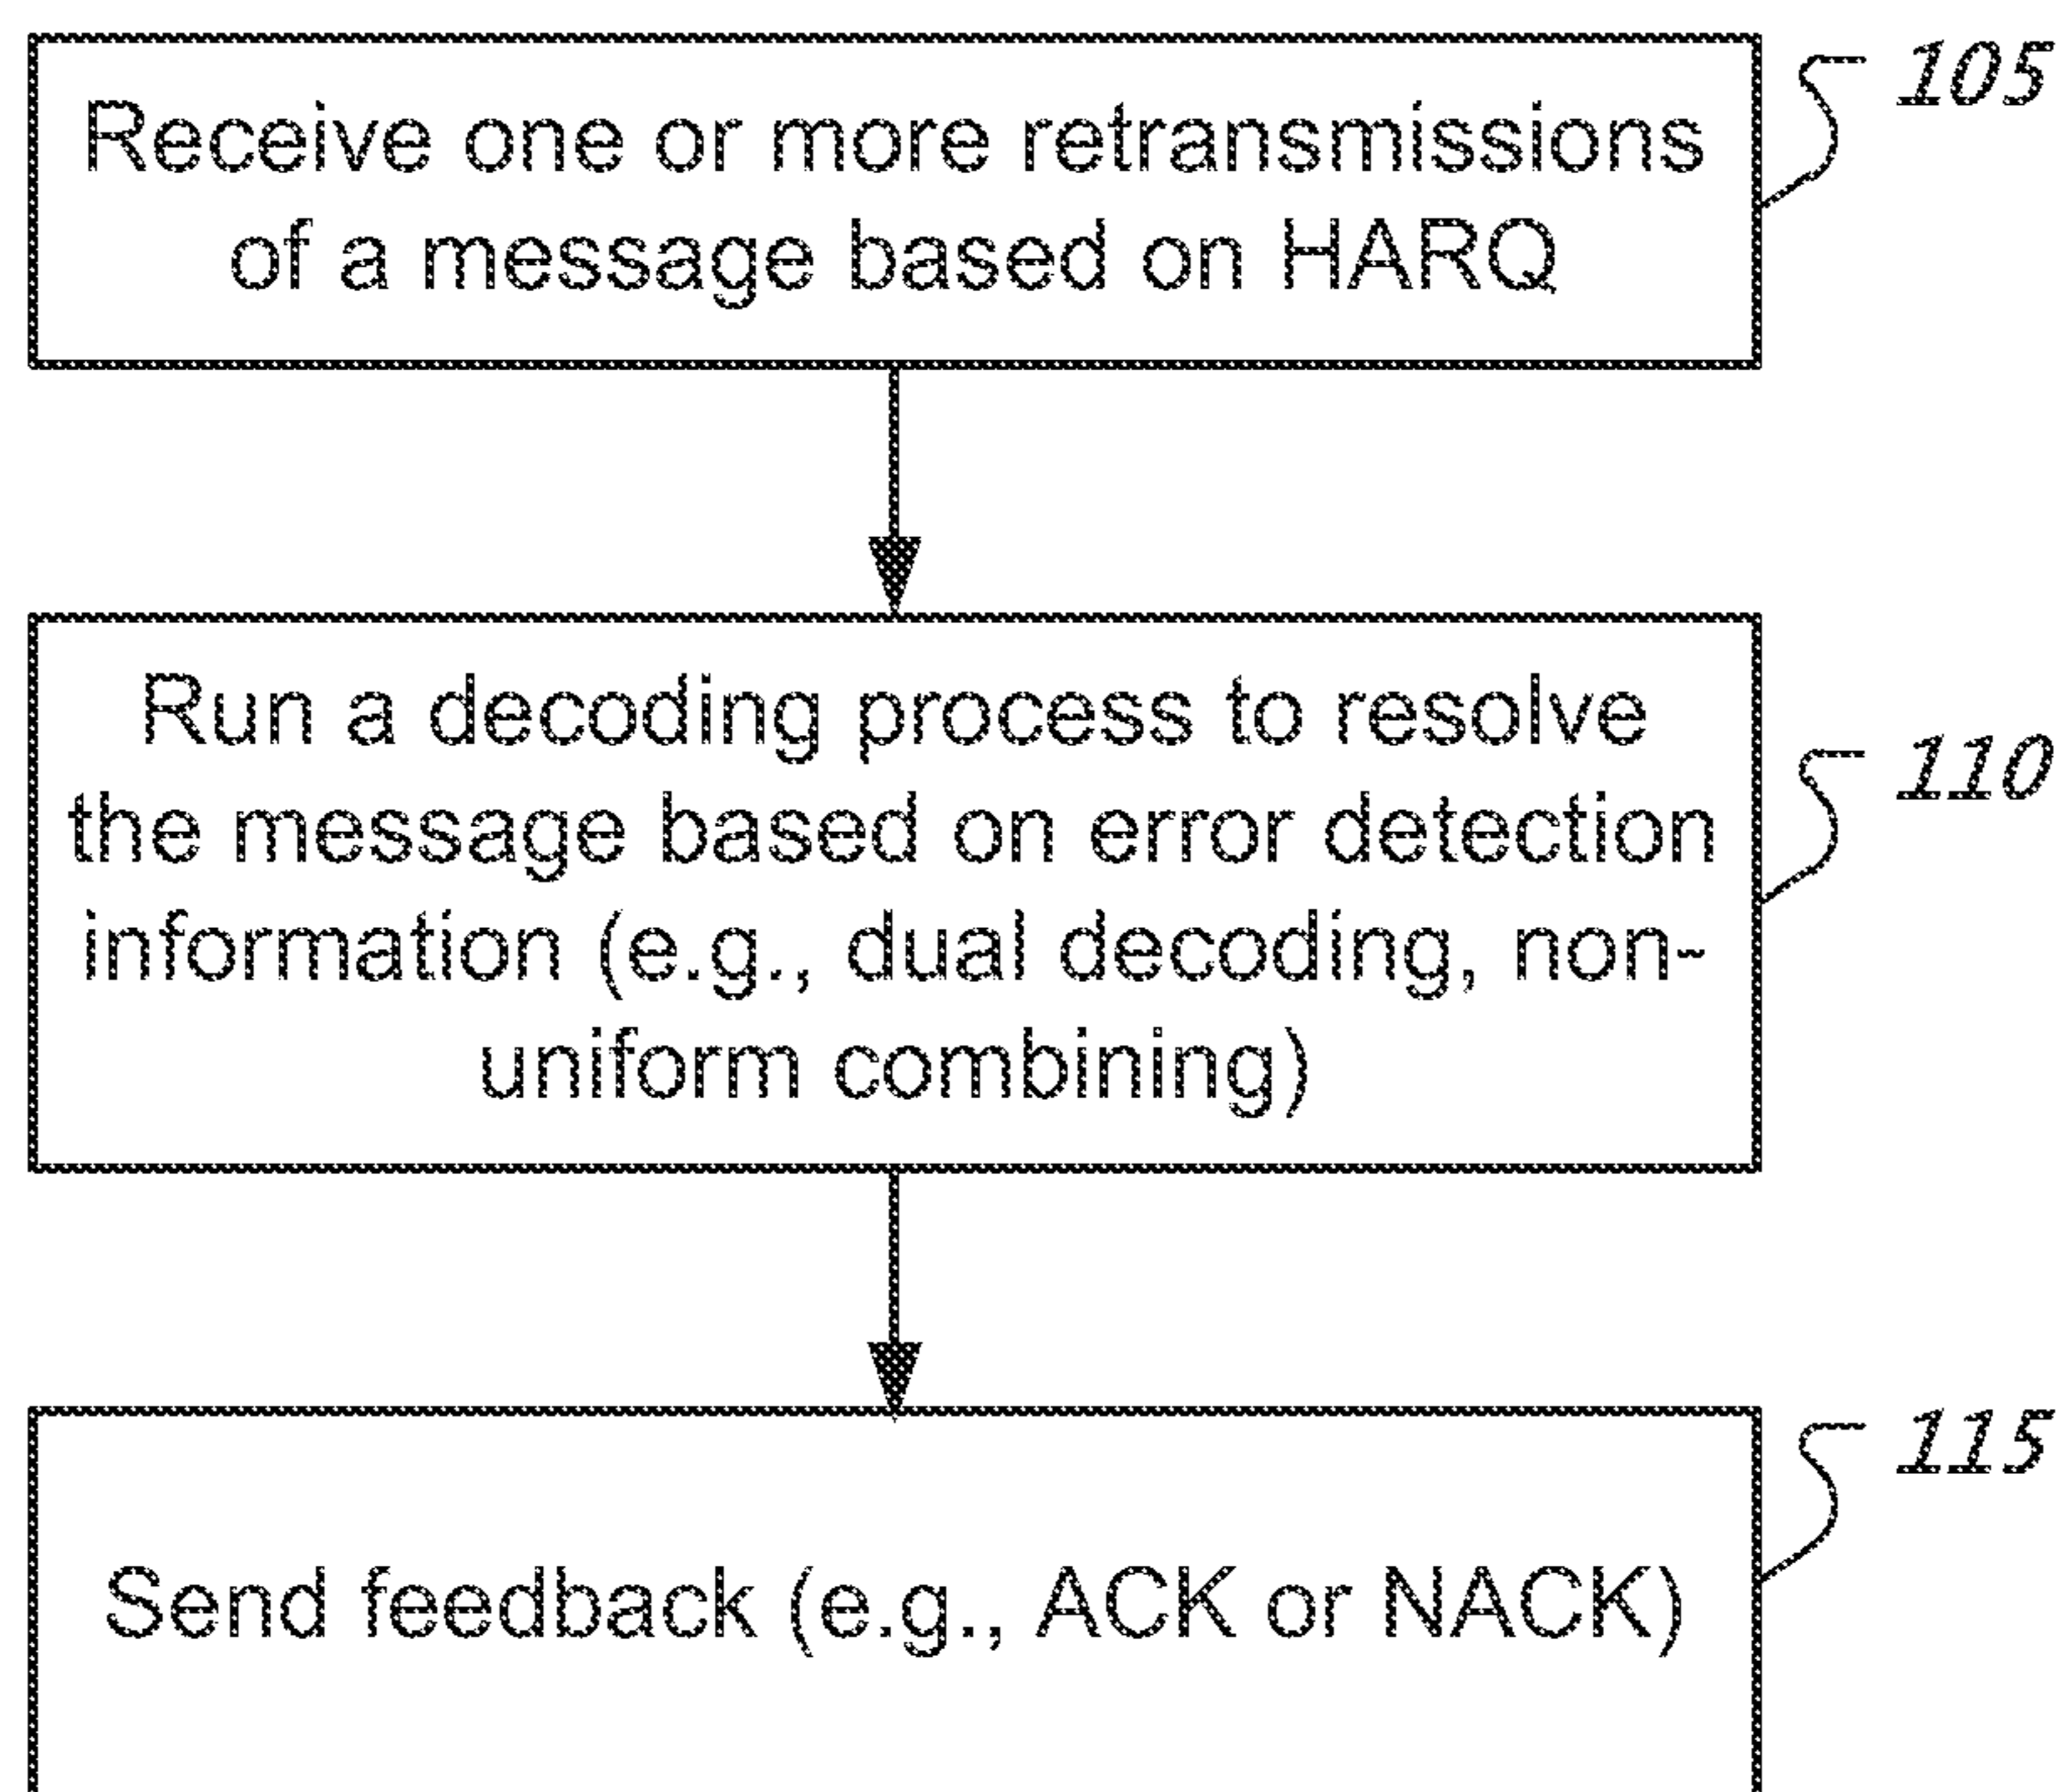 Receive one or more retransmissions 105
of a message based on HARQ
Run a decoding process to resolve
the message based on error detection 110
information (e.g., dual decoding, non-
uniform combining)
115
Send feedback (e.g., ACK or NACK)